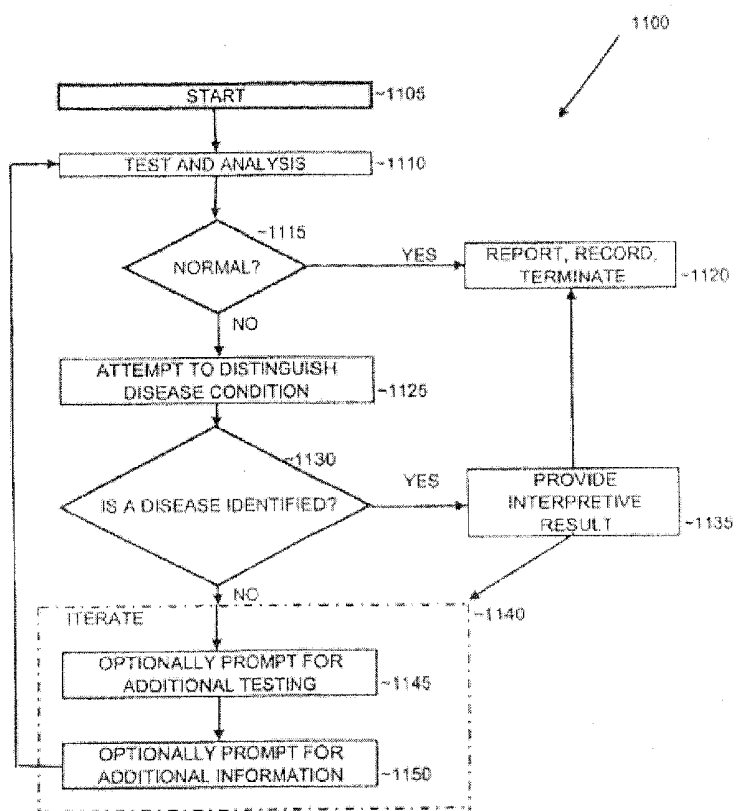 1100
START
~1105
TEST AND ANALYSIS
~1110
~1115
NORMAL?
YES
REPORT, RECORD,
TERMINATE
~1120
NO
ATTEMPT TO DISTINGUISH
DISEASE CONDITION
~1125
~1130
IS A DISEASE IDENTIFIED?
YES
PROVIDE
INTERPRETIVE
RESULT
~1135
NO
ITERATE
~1140
OPTIONALLY PROMPT FOR
ADDITIONAL TESTING
~1145
OPTIONALLY PROMPT FOR
ADDITIONAL INFORMATION
~1150